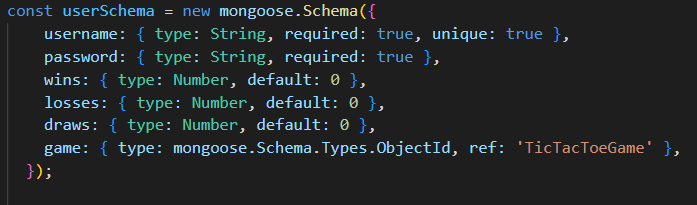 const userSchema = new mongoose.Schema({
    username: { type: String, required: true, unique: true },
    password: { type: String, required: true },
    wins: { type: Number, default: 0 },
    losses: { type: Number, default: 0 },
    draws: { type: Number, default: 0 },
    game: { type: mongoose.Schema.Types.ObjectId, ref: 'TicTacToeGame' },
  });